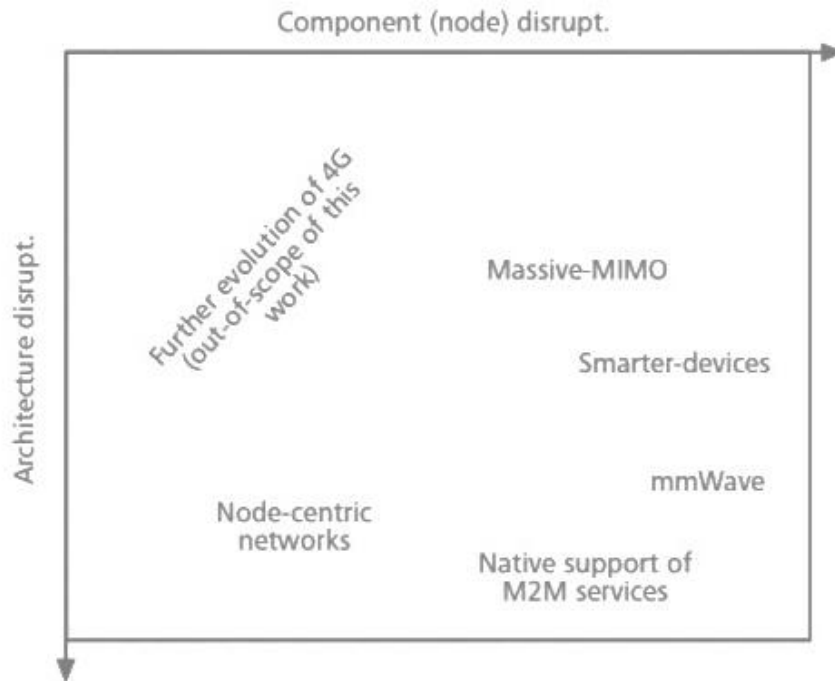 Component (node) disrupt.
Architecture disrupt.
Further evolution of 4G
(out-of-scope of this
work)
Massive-MIMO
Smarter-devices
mmWave
Node-centric
networks
Native support of
M2M services